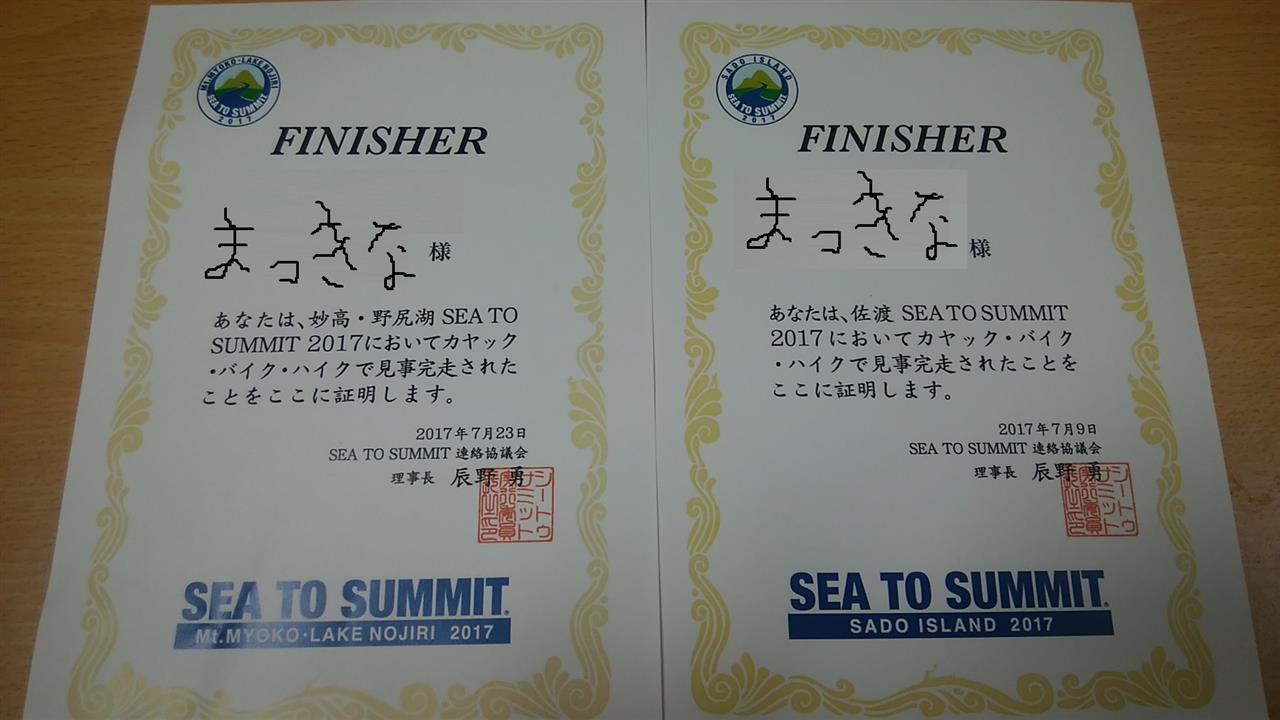 Mt.MYOKO・LAKE NOJIRI
SEA TO SUMMIT
2017
FINISHER
まっきな 様
あなたは、妙高・野尻湖 SEA TO
SUMMIT 2017においてカヤック
・バイク・ハイクで見事完走された
ことをここに証明します。
2017年7月23日
SEA TO SUMMIT 連絡協議会
理事長 辰野 勇
SEA TO SUMMIT®
Mt.MYOKO・LAKE NOJIRI 2017
SADO ISLAND
SEA TO SUMMIT
2017
FINISHER
まっきな 様
あなたは、佐渡 SEA TO SUMMIT
2017においてカヤック・バイク
・ハイクで見事完走されたことを
ここに証明します。
2017年7月9日
SEA TO SUMMIT 連絡協議会
理事長 辰野 勇
シートゥ
サミット
SEA TO SUMMIT®
SADO ISLAND 2017